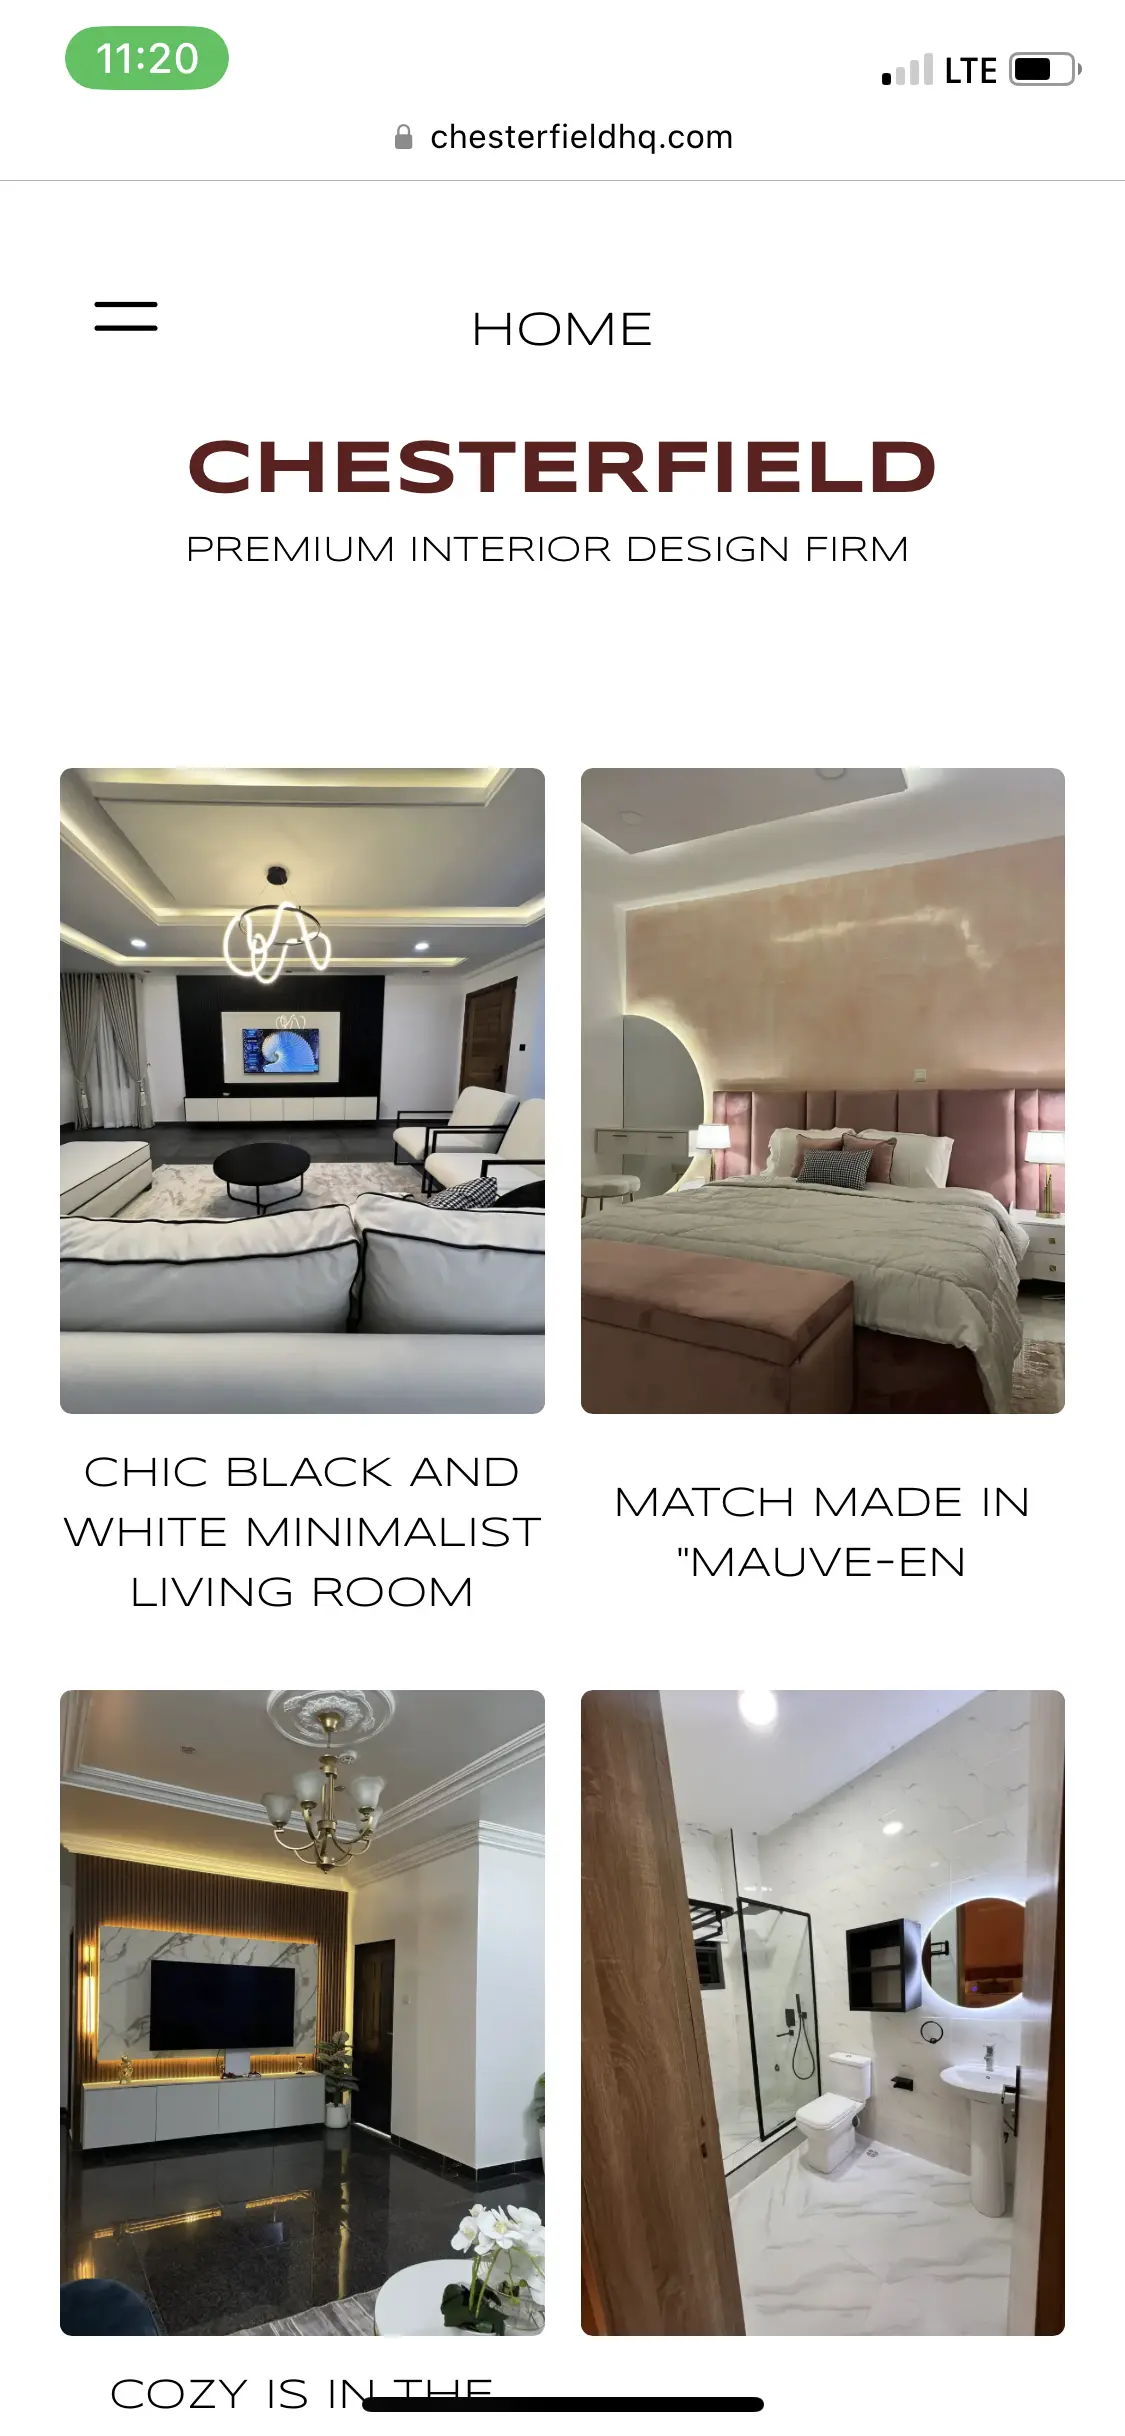 11:20
LTE
chesterfieldhq.com
HOME
CHESTERFIELD
PREMIUM INTERIOR DESIGN FIRM
CHIC BLACK AND
WHITE MINIMALIST
LIVING ROOM
MATCH MADE IN
"MAUVE-EN
COZY IS IN THE